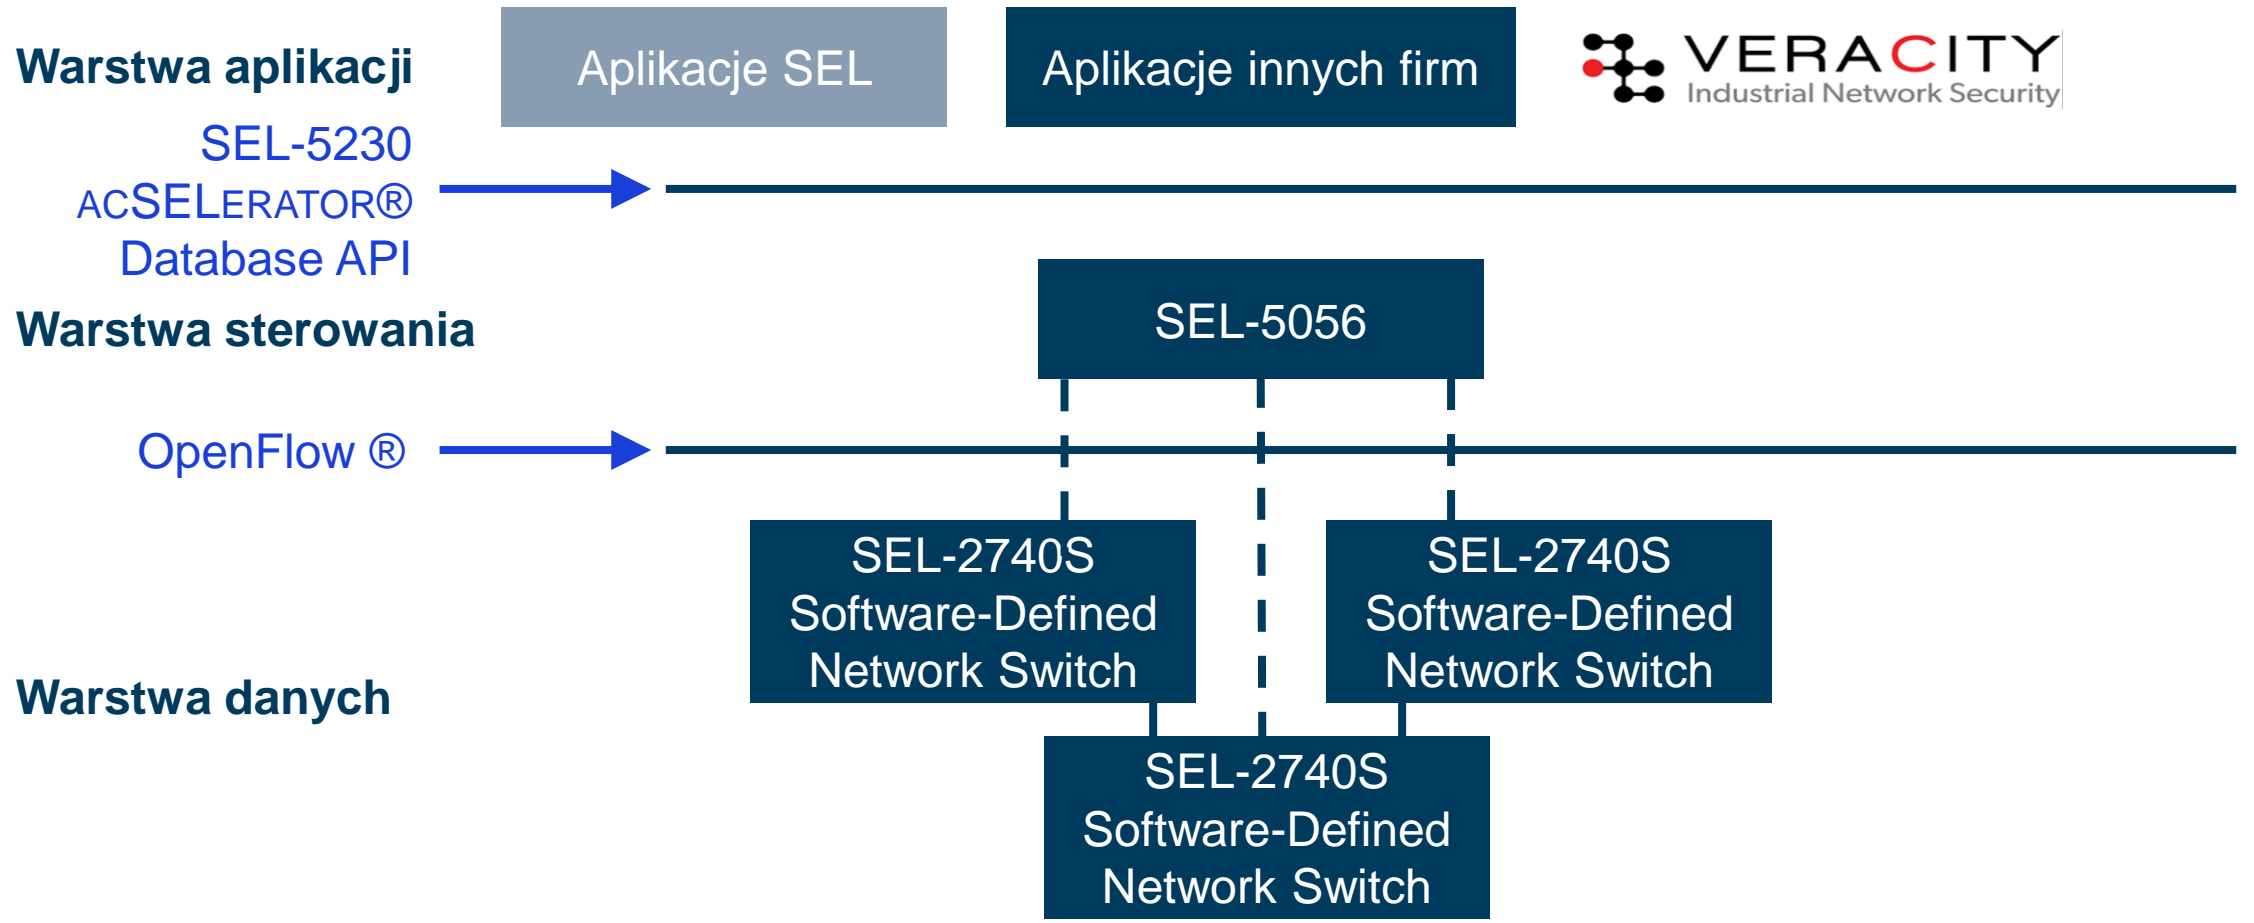 Warstwa aplikacji
Aplikacje SEL
Aplikacje innych firm
VERACITY
Industrial Network Security
SEL-5230
ACSELERATOR®
Database API
Warstwa sterowania
SEL-5056
OpenFlow ®
SEL-2740S
Software-Defined
Network Switch
SEL-2740S
Software-Defined
Network Switch
Warstwa danych
SEL-2740S
Software-Defined
Network Switch